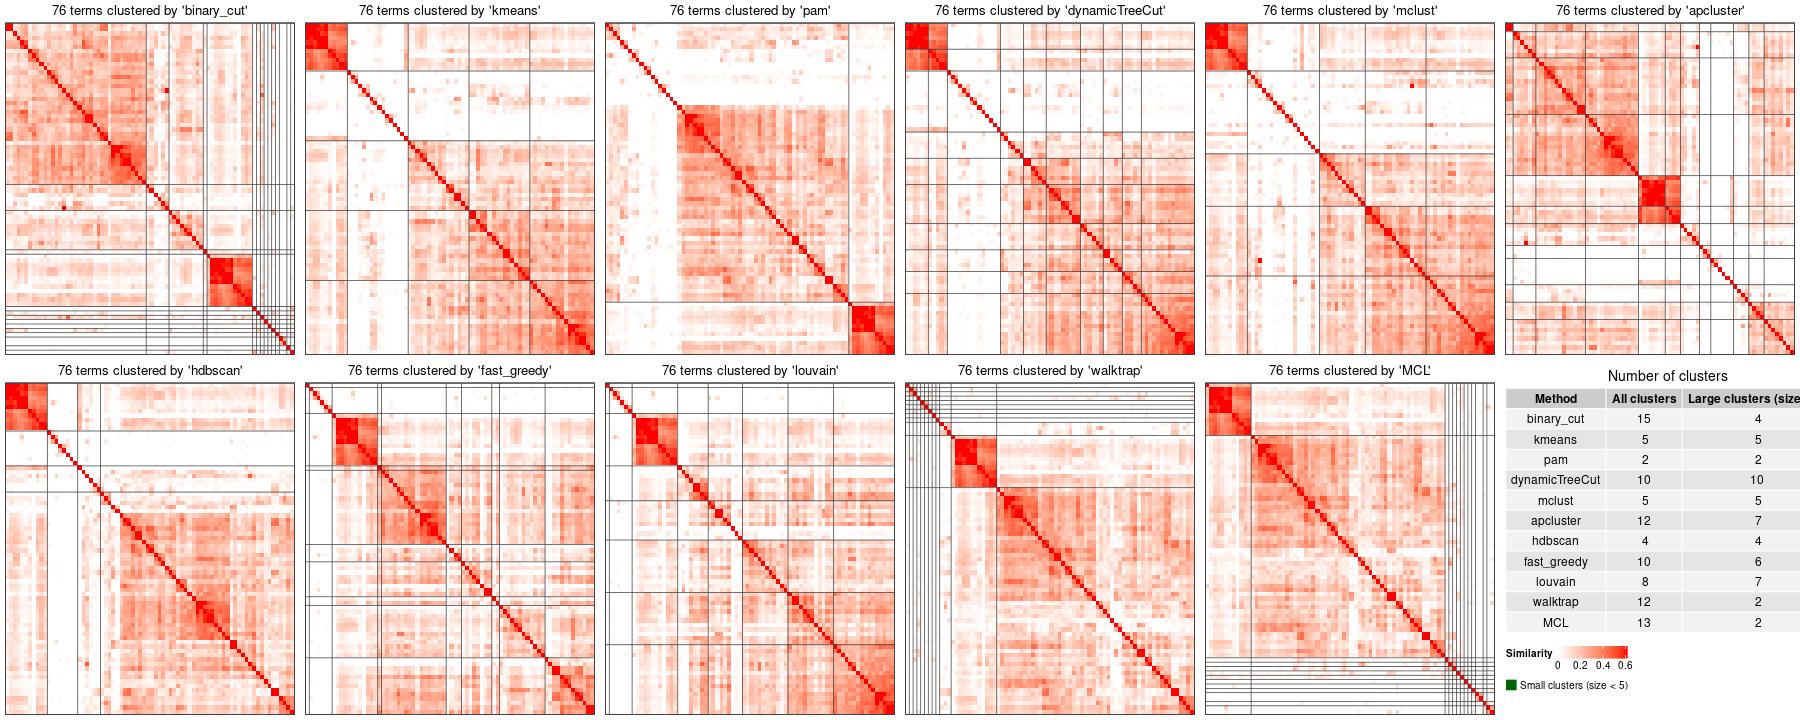 76 terms clustered by 'binary_cut'
76 terms clustered by 'kmeans'
76 terms clustered by 'pam'
76 terms clustered by 'dynamicTreeCut'
76 terms clustered by 'mclust'
76 terms clustered by 'apcluster'
76 terms clustered by 'hdbscan'
76 terms clustered by 'fast_greedy'
76 terms clustered by 'louvain'
76 terms clustered by 'walktrap'
76 terms clustered by 'MCL'
Number of clusters
Method All clusters Large clusters (size
binary_cut 15 4
kmeans 5 5
pam 2 2
dynamicTreeCut 10 10
mclust 5 5
apcluster 12 7
hdbscan 4 4
fast_greedy 10 6
louvain 8 7
walktrap 12 2
MCL 13 2
Similarity
0 0.2 0.4 0.6
Small clusters (size < 5)